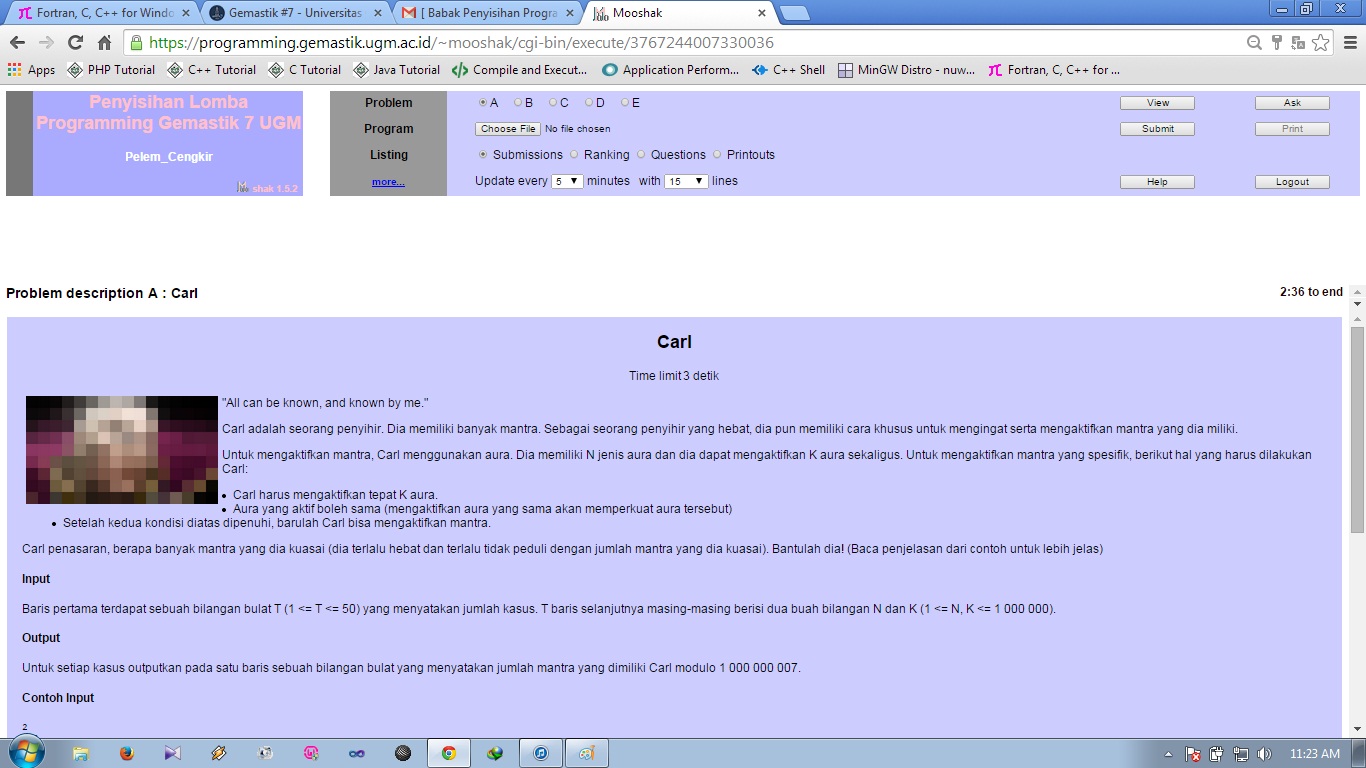 Fortran, C, C++ for Windo
Gemastik #7 - Universitas
[ Babak Penyisihan Progra
Mooshak
https://programming.gemastik.ugm.ac.id/~mooshak/cgi-bin/execute/3767244007330036
Apps
PHP Tutorial
C++ Tutorial
C Tutorial
Java Tutorial
Compile and Execut...
Application Perform...
C++ Shell
MinGW Distro - nuw...
Fortran, C, C++ for ...
Penyisihan Lomba
Programming Gemastik 7 UGM
Pelem_Cengkir
shak 1.5.2
Problem A B C D E View Ask
Program Choose File No file chosen Submit Print
Listing Submissions Ranking Questions Printouts
more... Update every 5 minutes with 15 lines Help Logout
Problem description A : Carl
2:36 to end
Carl
Time limit 3 detik
"All can be known, and known by me."
Carl adalah seorang penyihir. Dia memiliki banyak mantra. Sebagai seorang penyihir yang hebat, dia pun memiliki cara khusus untuk mengingat serta mengaktifkan mantra yang dia miliki.
Untuk mengaktifkan mantra, Carl menggunakan aura. Dia memiliki N jenis aura dan dia dapat mengaktifkan K aura sekaligus. Untuk mengaktifkan mantra yang spesifik, berikut hal yang harus dilakukan
Carl:
• Carl harus mengaktifkan tepat K aura.
• Aura yang aktif boleh sama (mengaktifkan aura yang sama akan memperkuat aura tersebut)
• Setelah kedua kondisi diatas dipenuhi, barulah Carl bisa mengaktifkan mantra.
Carl penasaran, berapa banyak mantra yang dia kuasai (dia terlalu hebat dan terlalu tidak peduli dengan jumlah mantra yang dia kuasai). Bantulah dia! (Baca penjelasan dari contoh untuk lebih jelas)
Input
Baris pertama terdapat sebuah bilangan bulat T (1 <= T <= 50) yang menyatakan jumlah kasus. T baris selanjutnya masing-masing berisi dua buah bilangan N dan K (1 <= N, K <= 1 000 000).
Output
Untuk setiap kasus outputkan pada satu baris sebuah bilangan bulat yang menyatakan jumlah mantra yang dimiliki Carl modulo 1 000 000 007.
Contoh Input
2
11:23 AM